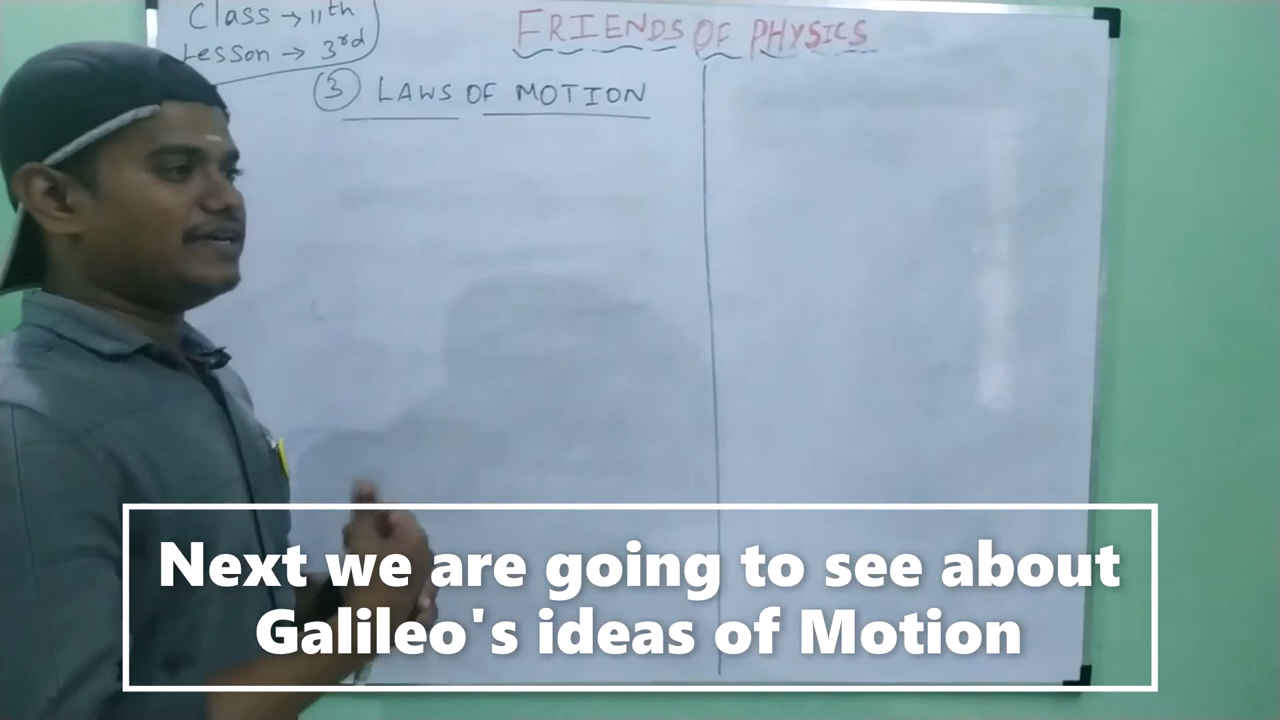 Class → 11th
Lesson → 3rd
FRIENDS OF PHYSICS
3 LAWS OF MOTION
Next we are going to see about
Galileo's ideas of Motion